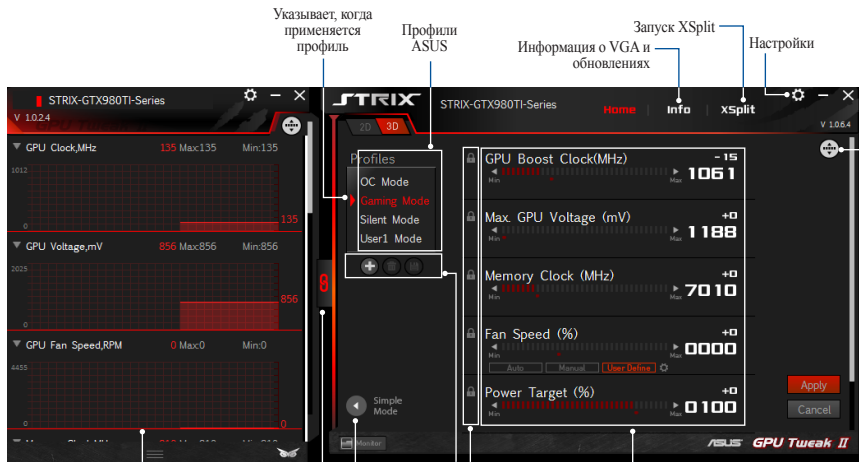 Указывает, когда
применяется
профиль
Профили
ASUS
Запуск XSplit
Информация о VGA и
обновлениях
Настройки
STRIX-GTX980TI-Series
V 1.0.2.4
GPU Clock,MHz 135 Max:135 Min:135
1012
135
0
GPU Voltage,mV 856 Max:856 Min:856
2025
856
0
GPU Fan Speed,RPM 0 Max:0 Min:0
4455
0
0
STRIX STRIX-GTX980TI-Series Home Info XSplit
V 1.0.6.4
2D 3D
Profiles
OC Mode
Gaming Mode
Silent Mode
User1 Mode
GPU Boost Clock(MHz) -15
Min Max 1061
Max. GPU Voltage (mV) +0
Min Max 1188
Memory Clock (MHz) +0
Min Max 7010
Fan Speed (%) +0
Min Max 0000
Auto Manual User Define
Power Target (%) +0
Min Max 0100
Simple
Mode
Apply
Cancel
Monitor
ASUS GPU Tweak II